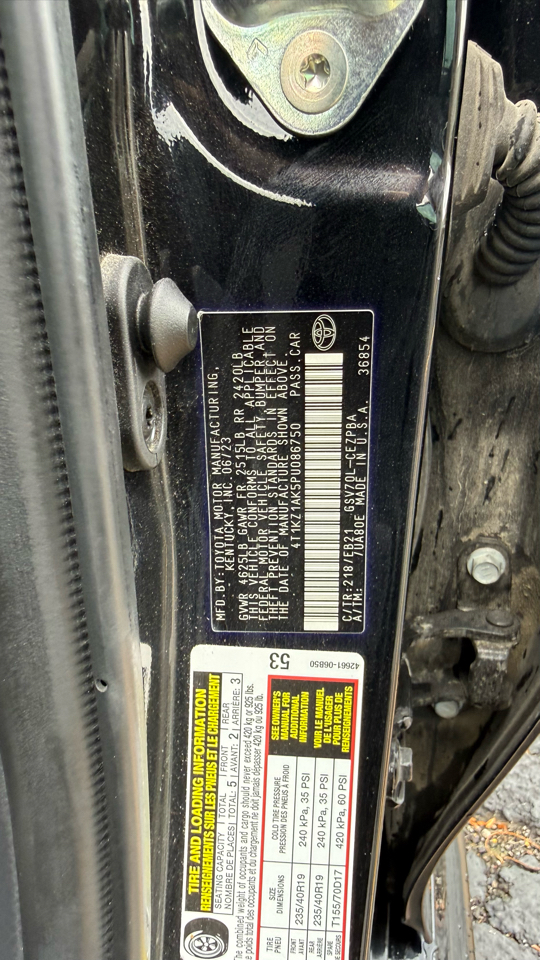 MFD.BY:TOYOTA MOTOR MANUFACTURING,
KENTUCKY, INC. 06/23
GVWR 4625LB GAWR FR 2515LB RR 2420LB
THIS VEHICLE CONFORMS TO ALL APPLICABLE
FEDERAL MOTOR VEHICLE SAFETY, BUMPER AND
THEFT PREVENTION STANDARDS IN EFFECT ON
THE DATE OF MANUFACTURE SHOWN ABOVE.
4T1KZ1AK5PU086750 PASS.CAR
C/TR:218/EB21 GSV70L-CEZPBA
A/TM: 7UA80E MADE IN U.S.A. 36854
TIRE AND LOADING INFORMATION
RENSEIGNEMENTS SUR LES PNEUS ET LE CHARGEMENT
SEATING CAPACITY | TOTAL | FRONT | REAR
NOMBRE DE PLACES | TOTAL: 5 | AVANT: 2 | ARRIÈRE: 3
The combined weight of occupants and cargo should never exceed 420 kg or 925 lbs.
Le poids total des occupants et du chargement ne doit jamais dépasser 420 kg ou 925 lb.
TIRE
PNEU
SIZE
DIMENSIONS
COLD TIRE PRESSURE
PRESSION DES PNEUS À FROID
FRONT
AVANT
235/40R19
240 kPa, 35 PSI
REAR
ARRIÈRE
235/40R19
240 kPa, 35 PSI
SPARE
DE SECOURS
T155/70D17
420 kPa, 60 PSI
SEE OWNER'S
MANUAL FOR
ADDITIONAL
INFORMATION
VOIR LE MANUEL
DE L'USAGER
POUR PLUS DE
RENSEIGNEMENTS
53
42661-06B50